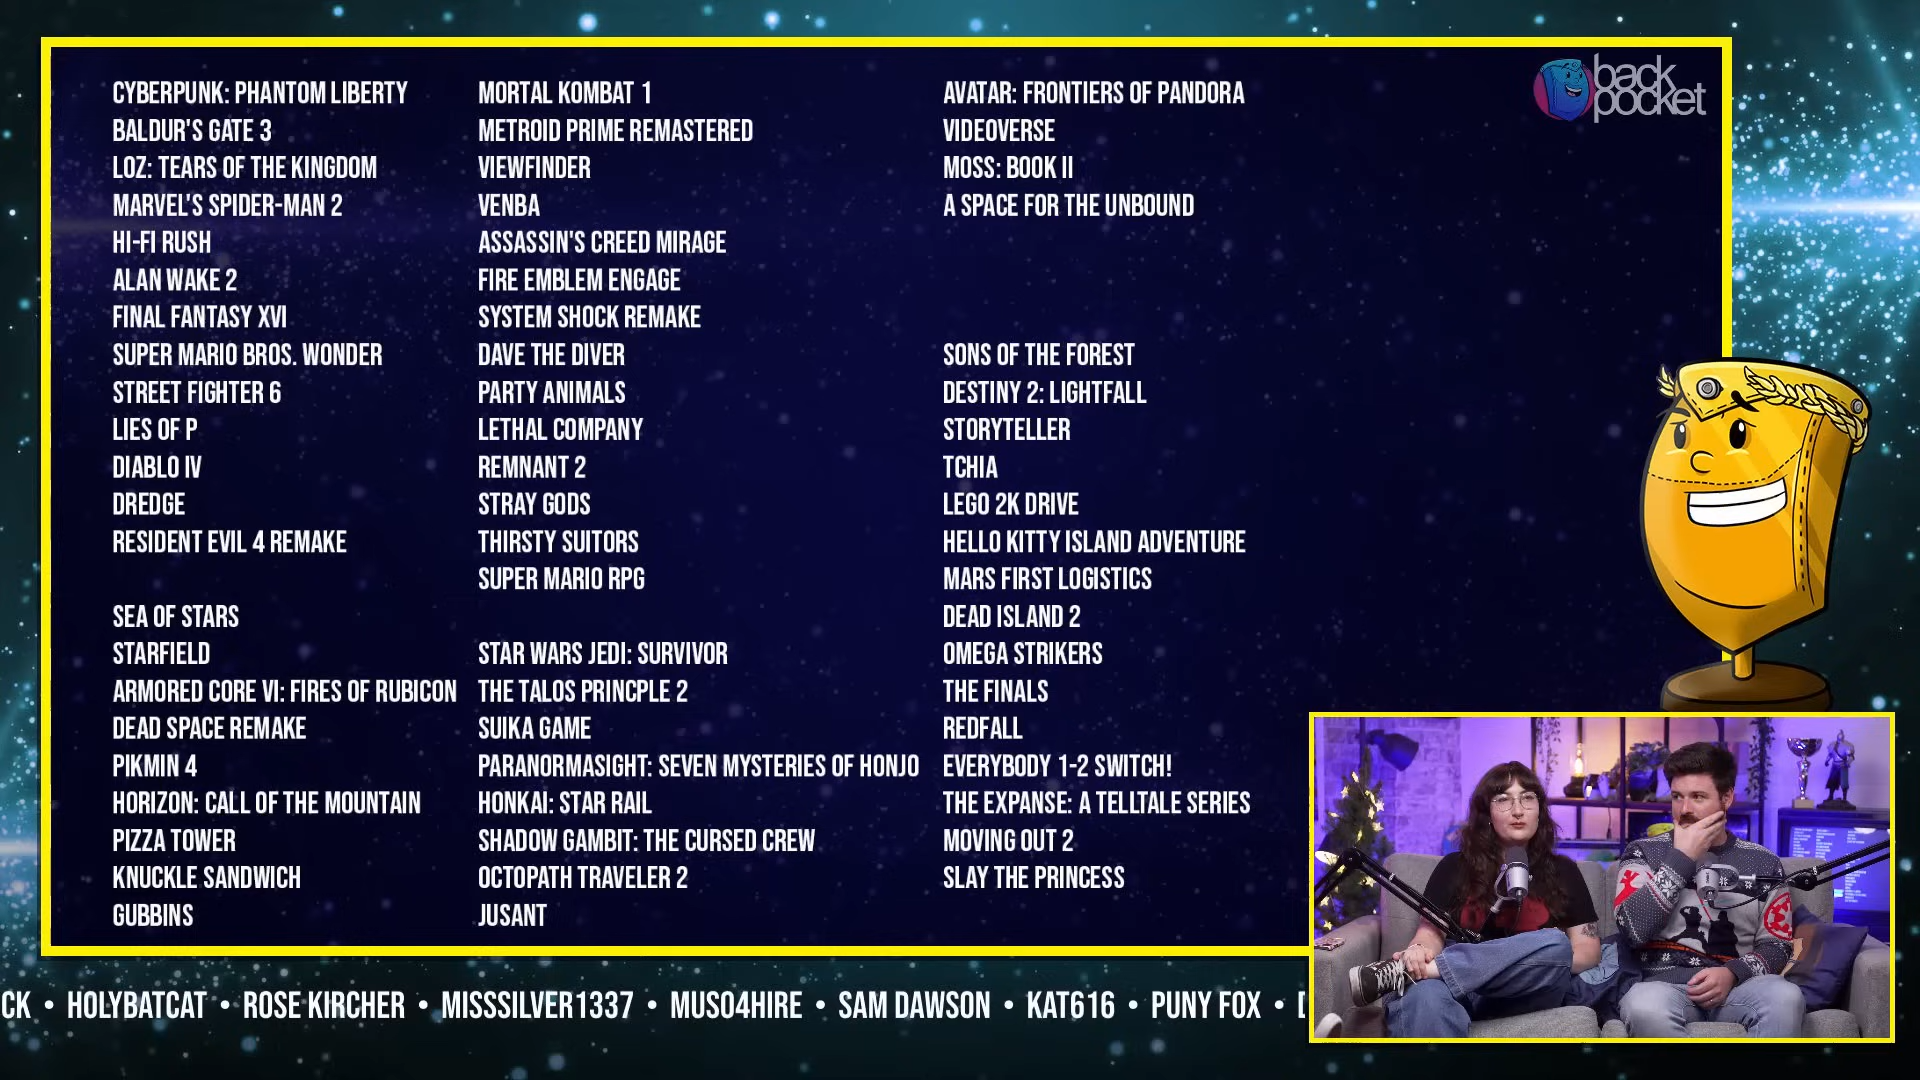 CYBERPUNK: PHANTOM LIBERTY
BALDUR'S GATE 3
LOZ: TEARS OF THE KINGDOM
MARVEL'S SPIDER-MAN 2
HI-FI RUSH
ALAN WAKE 2
FINAL FANTASY XVI
SUPER MARIO BROS. WONDER
STREET FIGHTER 6
LIES OF P
DIABLO IV
DREDGE
RESIDENT EVIL 4 REMAKE
SEA OF STARS
STARFIELD
ARMORED CORE VI: FIRES OF RUBICON
DEAD SPACE REMAKE
PIKMIN 4
HORIZON: CALL OF THE MOUNTAIN
PIZZA TOWER
KNUCKLE SANDWICH
GUBBINS
MORTAL KOMBAT 1
METROID PRIME REMASTERED
VIEWFINDER
VENBA
ASSASSIN'S CREED MIRAGE
FIRE EMBLEM ENGAGE
SYSTEM SHOCK REMAKE
DAVE THE DIVER
PARTY ANIMALS
LETHAL COMPANY
REMNANT 2
STRAY GODS
THIRSTY SUITORS
SUPER MARIO RPG
STAR WARS JEDI: SURVIVOR
THE TALOS PRINCPLE 2
SUIKA GAME
PARANORMASIGHT: SEVEN MYSTERIES OF HONJO
HONKAI: STAR RAIL
SHADOW GAMBIT: THE CURSED CREW
OCTOPATH TRAVELER 2
JUSANT
AVATAR: FRONTIERS OF PANDORA
VIDEOVERSE
MOSS: BOOK II
A SPACE FOR THE UNBOUND
SONS OF THE FOREST
DESTINY 2: LIGHTFALL
STORYTELLER
TCHIA
LEGO 2K DRIVE
HELLO KITTY ISLAND ADVENTURE
MARS FIRST LOGISTICS
DEAD ISLAND 2
OMEGA STRIKERS
THE FINALS
REDFALL
EVERYBODY 1-2 SWITCH!
THE EXPANSE: A TELLTALE SERIES
MOVING OUT 2
SLAY THE PRINCESS
back
pocket
CK • HOLYBATCAT • ROSE KIRCHER • MISSSILVER1337 • MUSO4HIRE • SAM DAWSON • KAT616 • PUNY FOX •